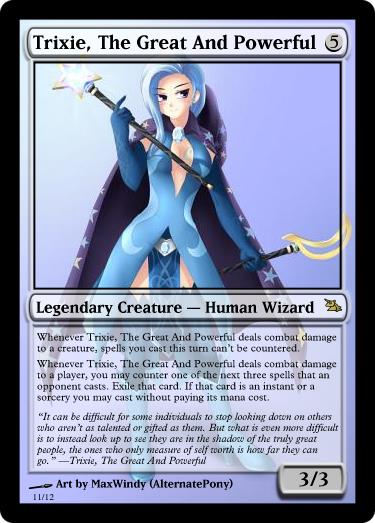 Trixie, The Great And Powerful 5
Legendary Creature — Human Wizard
Whenever Trixie, The Great And Powerful deals combat damage
to a creature, spells you cast this turn can't be countered.
Whenever Trixie, The Great And Powerful deals combat damage
to a player, you may counter one of the next three spells that an
opponent casts. Exile that card. If that card is an instant or a
sorcery you may cast without paying its mana cost.
“It can be difficult for some individuals to stop looking down on others
who aren't as talented or gifted as them. But what is even more difficult
is to instead look up to see they are in the shadow of the truly great
people, the ones who only measure of self worth is how far they can
go.” —Trixie, The Great And Powerful
3/3
Art by MaxWindy (AlternatePony)
11/12